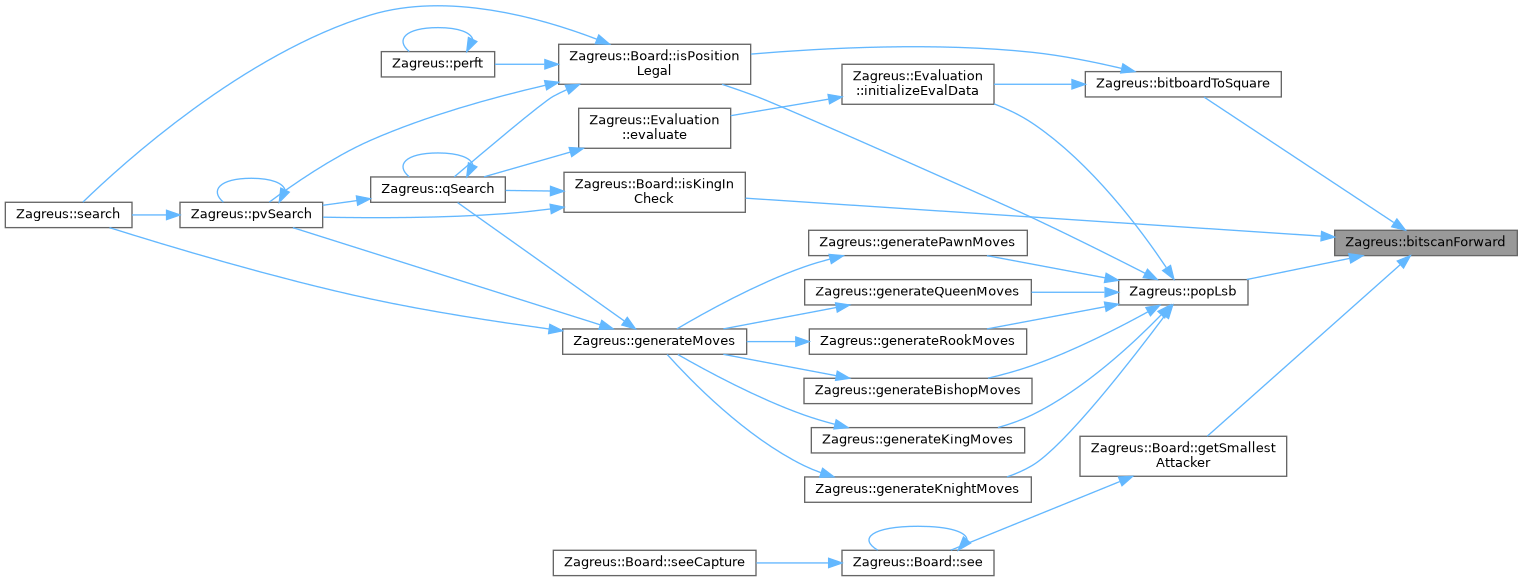 Zagreus::Board::isPosition
Legal
Zagreus::perft
Zagreus::Evaluation
::initializeEvalData
Zagreus::bitboardToSquare
Zagreus::Evaluation
::evaluate
Zagreus::qSearch
Zagreus::Board::isKingIn
Check
Zagreus::search
Zagreus::pvSearch
Zagreus::generatePawnMoves
Zagreus::bitscanForward
Zagreus::generateQueenMoves
Zagreus::popLsb
Zagreus::generateMoves
Zagreus::generateRookMoves
Zagreus::generateBishopMoves
Zagreus::generateKingMoves
Zagreus::Board::getSmallest
Attacker
Zagreus::generateKnightMoves
Zagreus::Board::seeCapture
Zagreus::Board::see